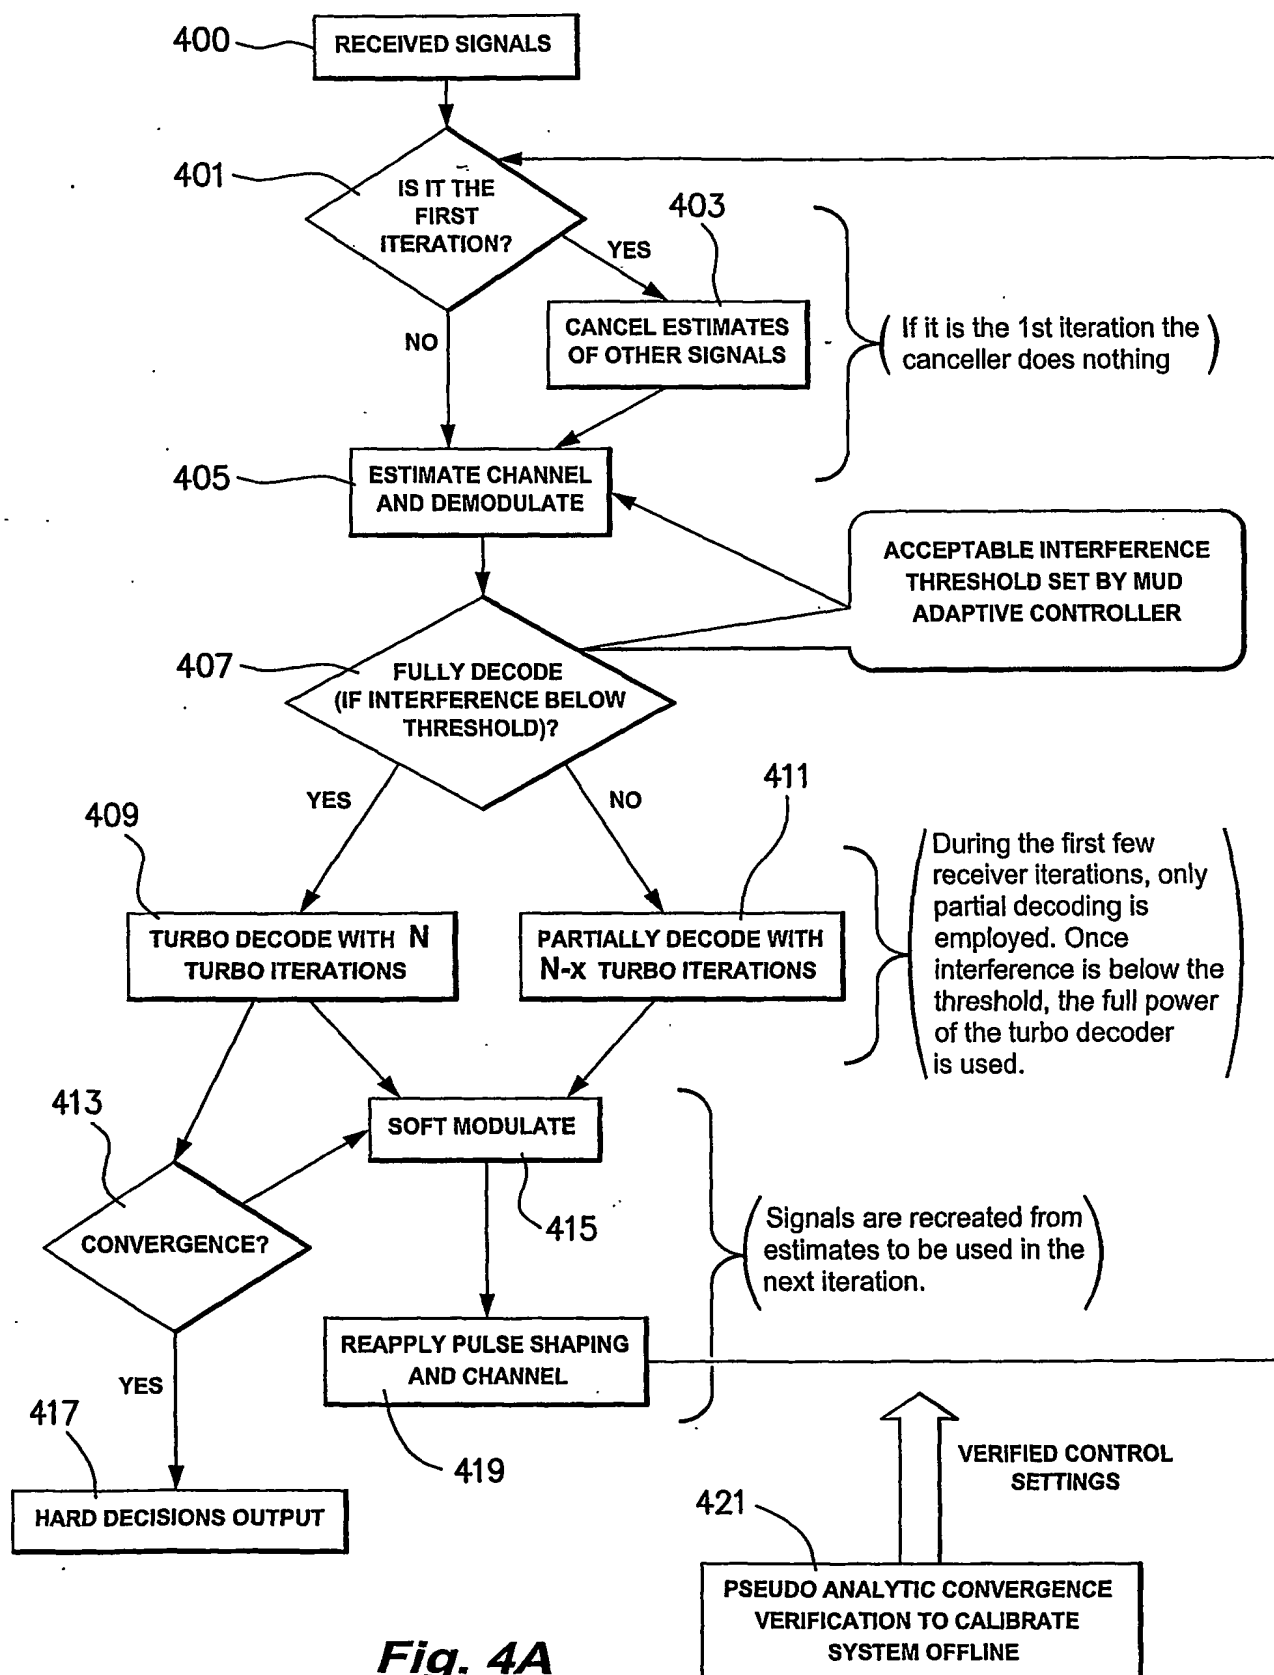 400
RECEIVED SIGNALS
401
IS IT THE
FIRST
ITERATION?
403
YES
NO
CANCEL ESTIMATES
OF OTHER SIGNALS
(If it is the 1st iteration the
canceller does nothing)
405
ESTIMATE CHANNEL
AND DEMODULATE
ACCEPTABLE INTERFERENCE
THRESHOLD SET BY MUD
ADAPTIVE CONTROLLER
407
FULLY DECODE
(IF INTERFERENCE BELOW
THRESHOLD)?
YES
NO
409
411
TURBO DECODE WITH N
TURBO ITERATIONS
PARTIALLY DECODE WITH
N-x TURBO ITERATIONS
(During the first few
receiver iterations, only
partial decoding is
employed. Once
interference is below the
threshold, the full power
of the turbo decoder
is used.)
413
SOFT MODULATE
415
CONVERGENCE?
(Signals are recreated from
estimates to be used in the
next iteration.)
REAPPLY PULSE SHAPING
AND CHANNEL
YES
417
419
HARD DECISIONS OUTPUT
VERIFIED CONTROL
SETTINGS
421
PSEUDO ANALYTIC CONVERGENCE
VERIFICATION TO CALIBRATE
SYSTEM OFFLINE
Fig. 4A